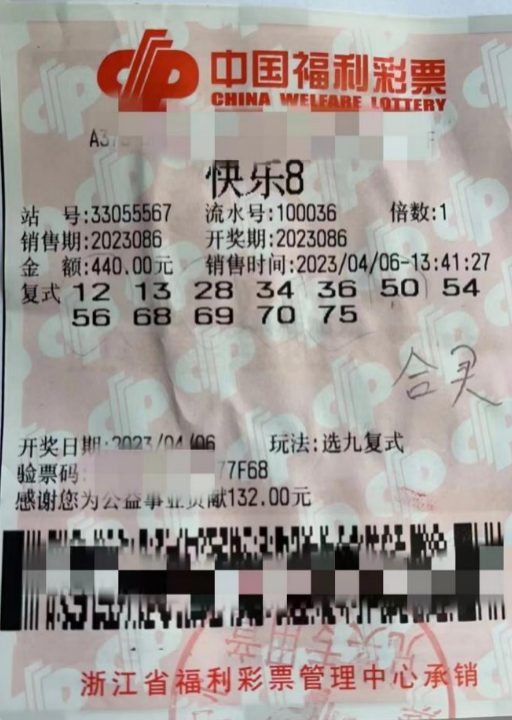 中国福利彩票
CHINA WELFARE LOTTERY
快乐8
站 号:33055567 流水号:100036 倍数:1
销售期:2023086 开奖期:2023086
金 额:440.00元 销售时间:2023/04/06-13:41:27
复式 12 13 28 34 36 50 54
56 68 69 70 75
开奖日期:2023/04/06 玩法:选九复式
验票码: 77F68
感谢您为公益事业贡献132.00元
浙江省福利彩票管理中心承销